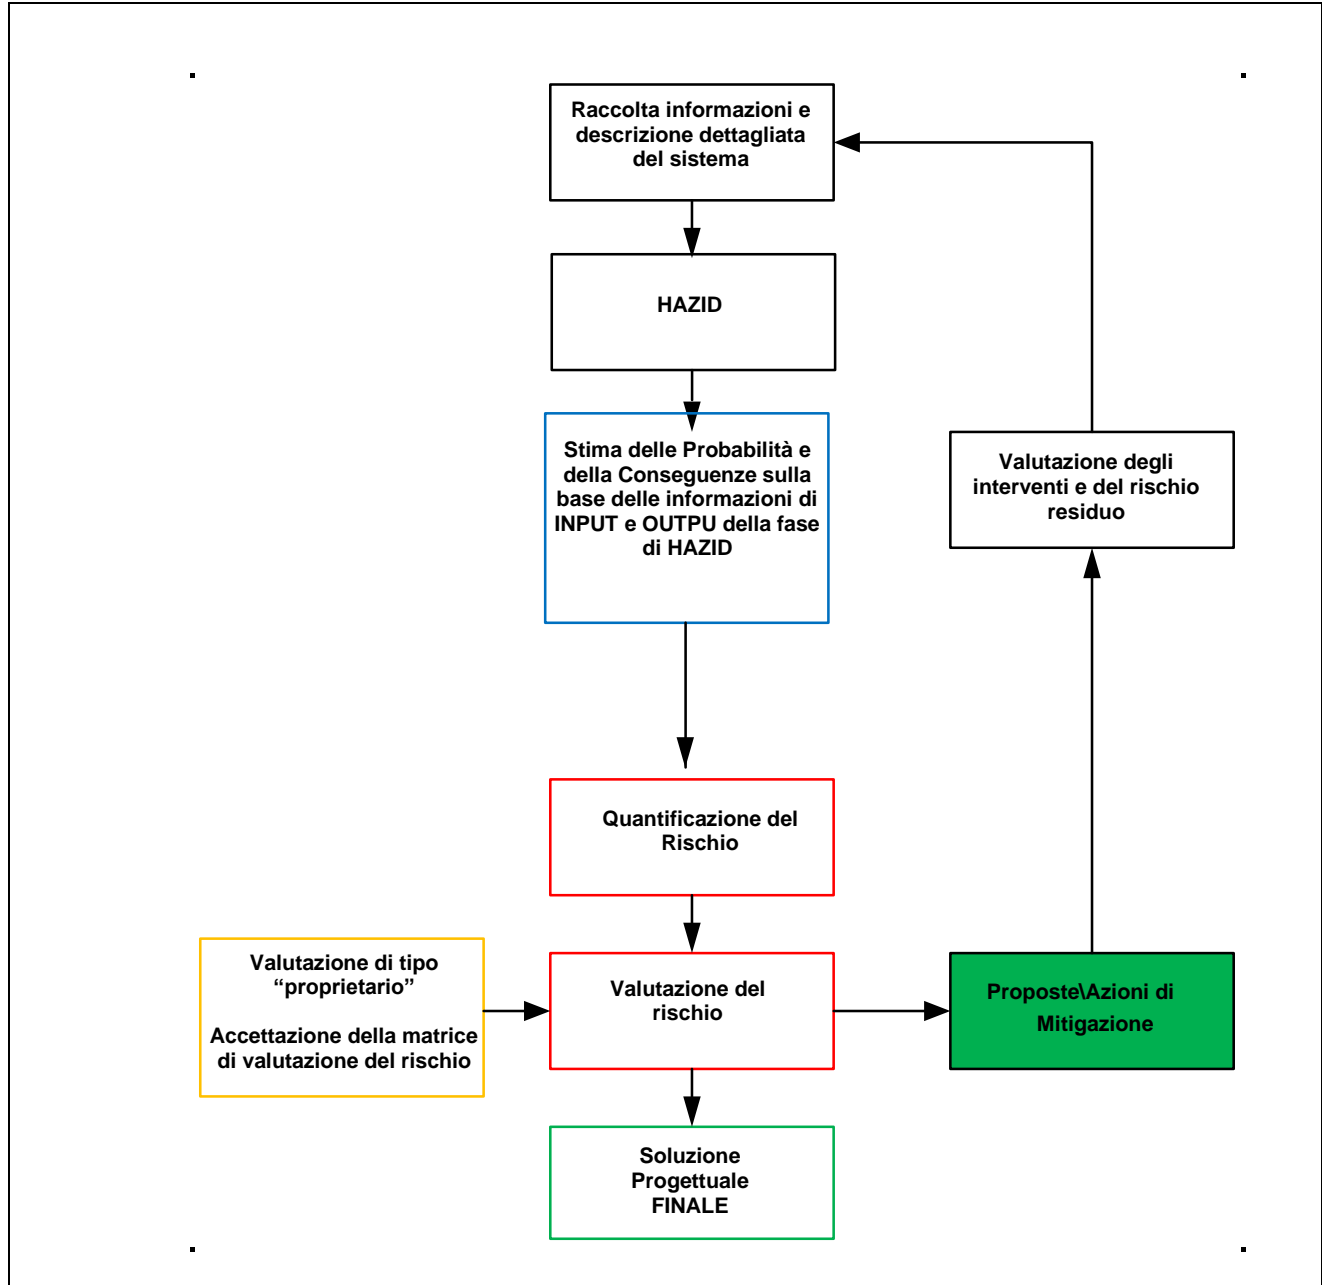 Raccolta informazioni e
descrizione dettagliata
del sistema
HAZID
Stima delle Probabilità e
della Conseguenze sulla
base delle informazioni di
INPUT e OUTPU della fase
di HAZID
Valutazione degli
interventi e del rischio
residuo
Quantificazione del
Rischio
Valutazione di tipo
“proprietario”
Accettazione della matrice
di valutazione del rischio
Valutazione del
rischio
Proposte\Azioni di
Mitigazione
Soluzione
Progettuale
FINALE